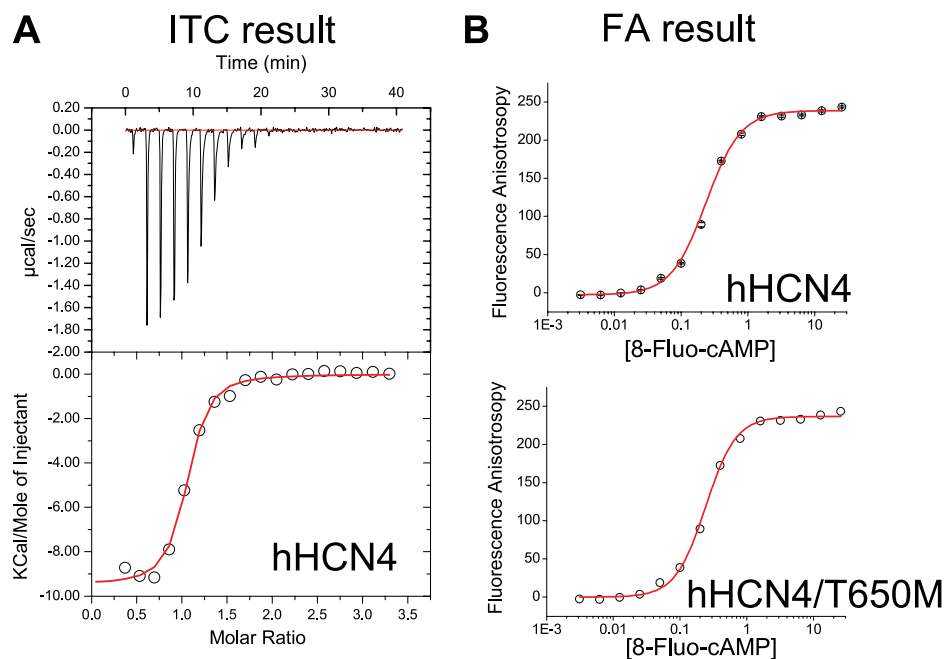 A
ITC result
Time (min)
0 10 20 30 40
0.20
0.00
-0.20
-0.40
-0.60
-0.80
-1.00
-1.20
-1.40
-1.60
-1.80
-2.00
µcal/sec
0.00
-2.00
-4.00
-6.00
-8.00
-10.00
KCal/Mole of Injectant
hHCN4
0.0 0.5 1.0 1.5 2.0 2.5 3.0 3.5
Molar Ratio
B
FA result
250
200
150
100
50
0
Fluorescence Anisotrosopy
hHCN4
1E-3 0.01 0.1 1 10
[8-Fluo-cAMP]
250
200
150
100
50
0
Fluorescence Anisotrosopy
hHCN4/T650M
1E-3 0.01 0.1 1 10
[8-Fluo-cAMP]